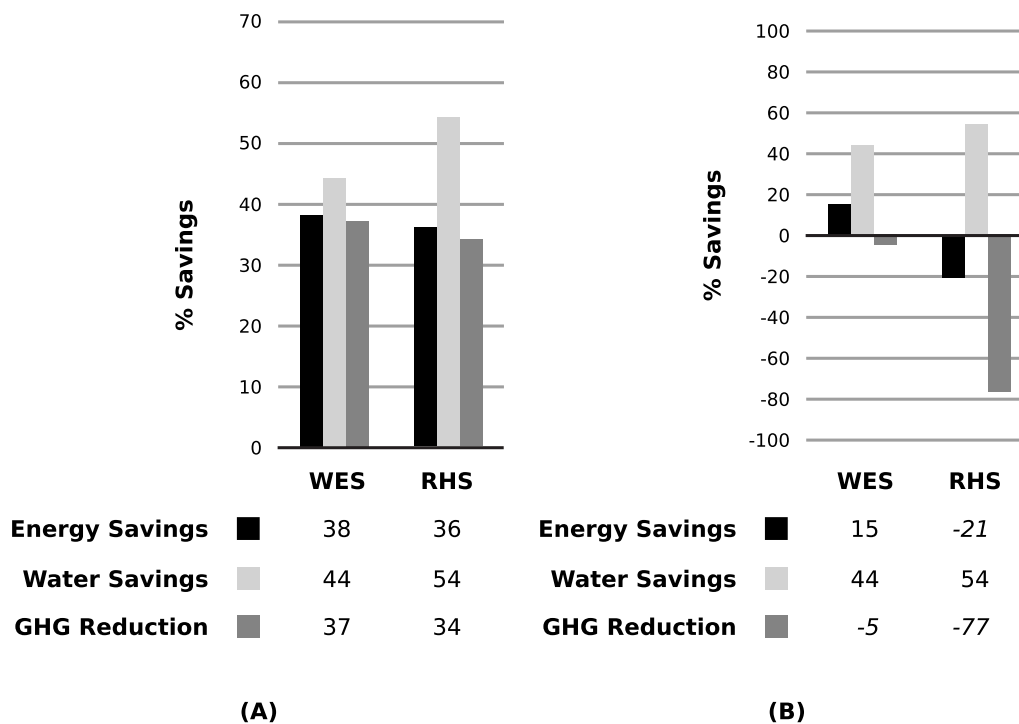 70
60
50
40
30
20
10
0
% Savings
WES RHS
Energy Savings 38 36
Water Savings 44 54
GHG Reduction 37 34
(A)
100
80
60
40
20
0
-20
-40
-60
-80
-100
% Savings
WES RHS
Energy Savings 15 -21
Water Savings 44 54
GHG Reduction -5 -77
(B)